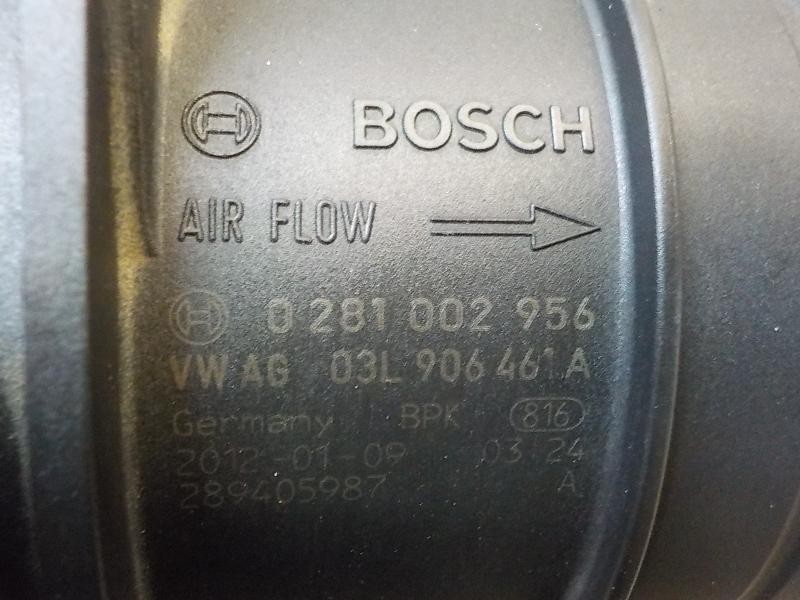 BOSCH
AIR FLOW
0 281 002 956
VW AG 03L 906 461 A
Germany BPK 816
2012-01-09 03 24
289405987 A